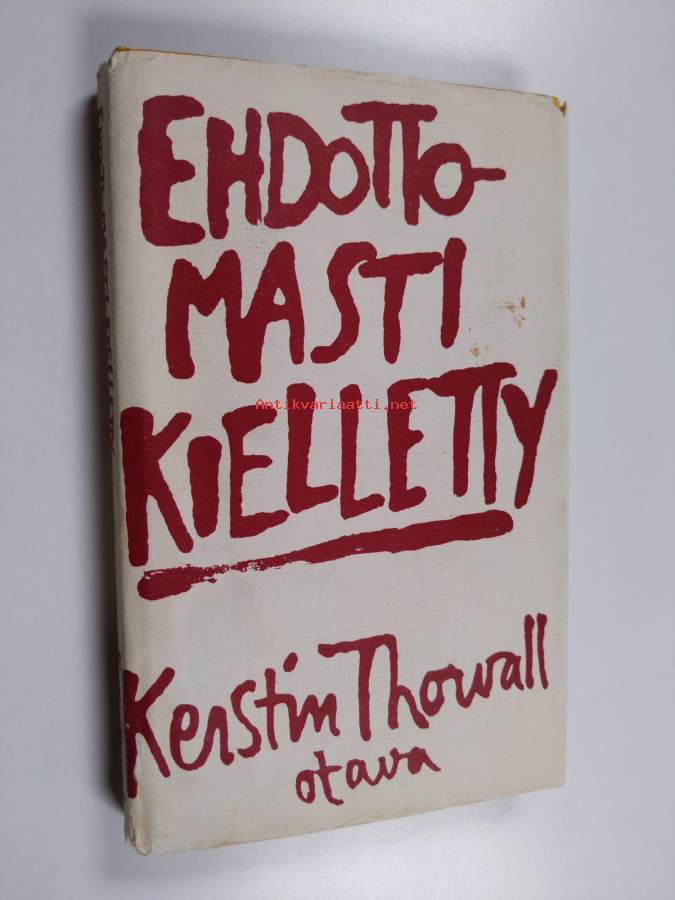 EHDOTTO-
MASTI
KIELLETTY
Antikvariaatti.net
Kerstin Thorvall
otava